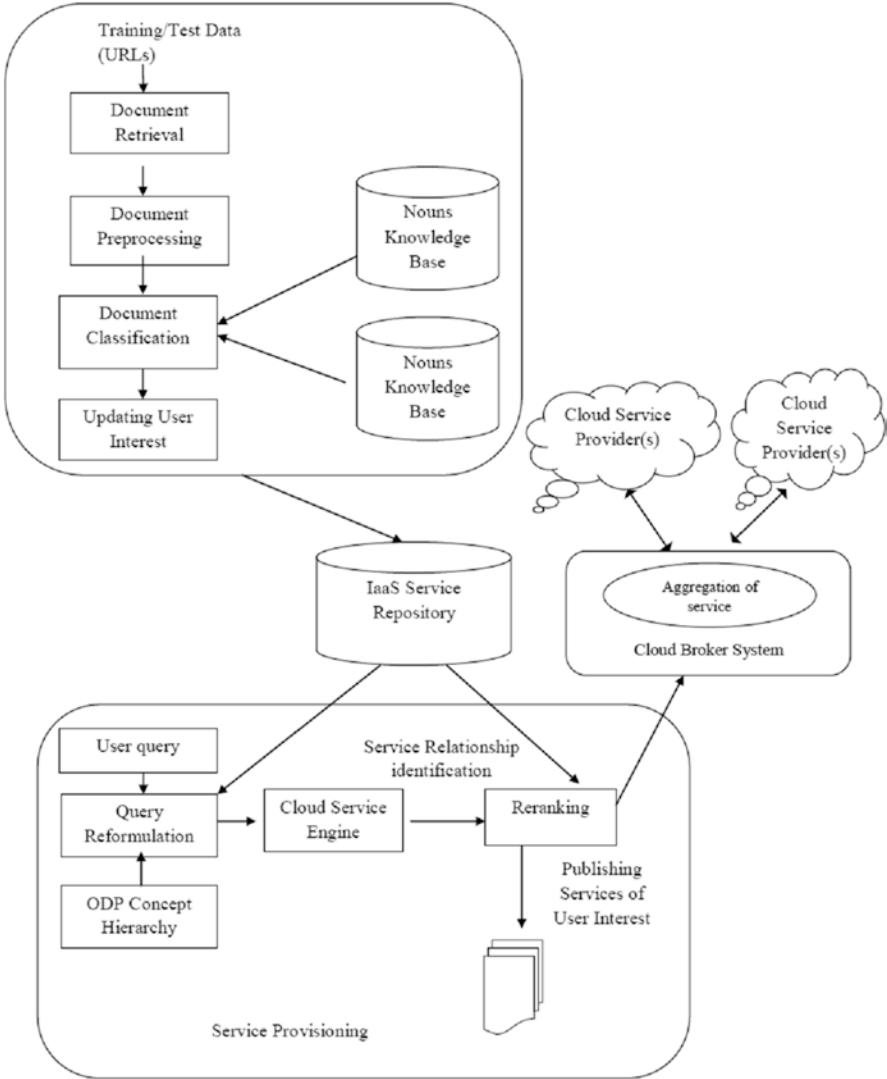 Training/Test Data
(URLs)
Document
Retrieval
Document
Preprocessing
Document
Classification
Updating User
Interest
Nouns
Knowledge
Base
Nouns
Knowledge
Base
Cloud Service
Provider(s)
Cloud
Service
Provider(s)
IaaS Service
Repository
Aggregation of
service
Cloud Broker System
User query
Query
Reformulation
ODP Concept
Hierarchy
Cloud Service
Engine
Service Relationship
identification
Reranking
Publishing
Services of
User Interest
Service Provisioning